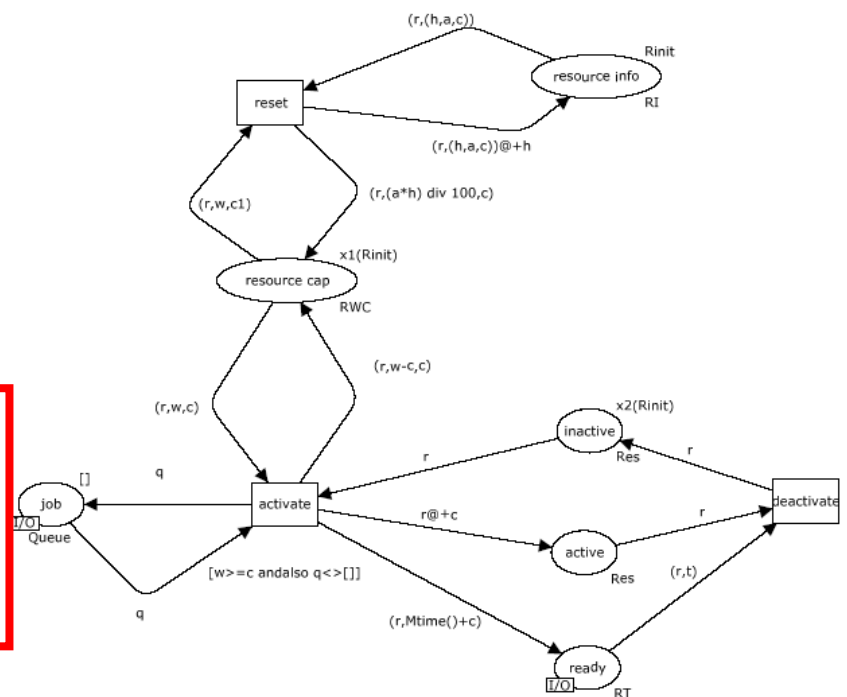 (r,(h,a,c))
Rinit
resource info
RI
reset
(r,(h,a,c))@+h
(r,w,c1)
(r,(a*h) div 100,c)
x1(Rinit)
resource cap
RWC
(r,w-c,c)
(r,w,c)
x2(Rinit)
inactive
Res
r
r
[]
q
job
I/O
Queue
activate
r@+c
r
deactivate
active
Res
[w>=c andalso q<>[]]
(r,t)
q
(r,Mtime()+c)
ready
I/O
RT